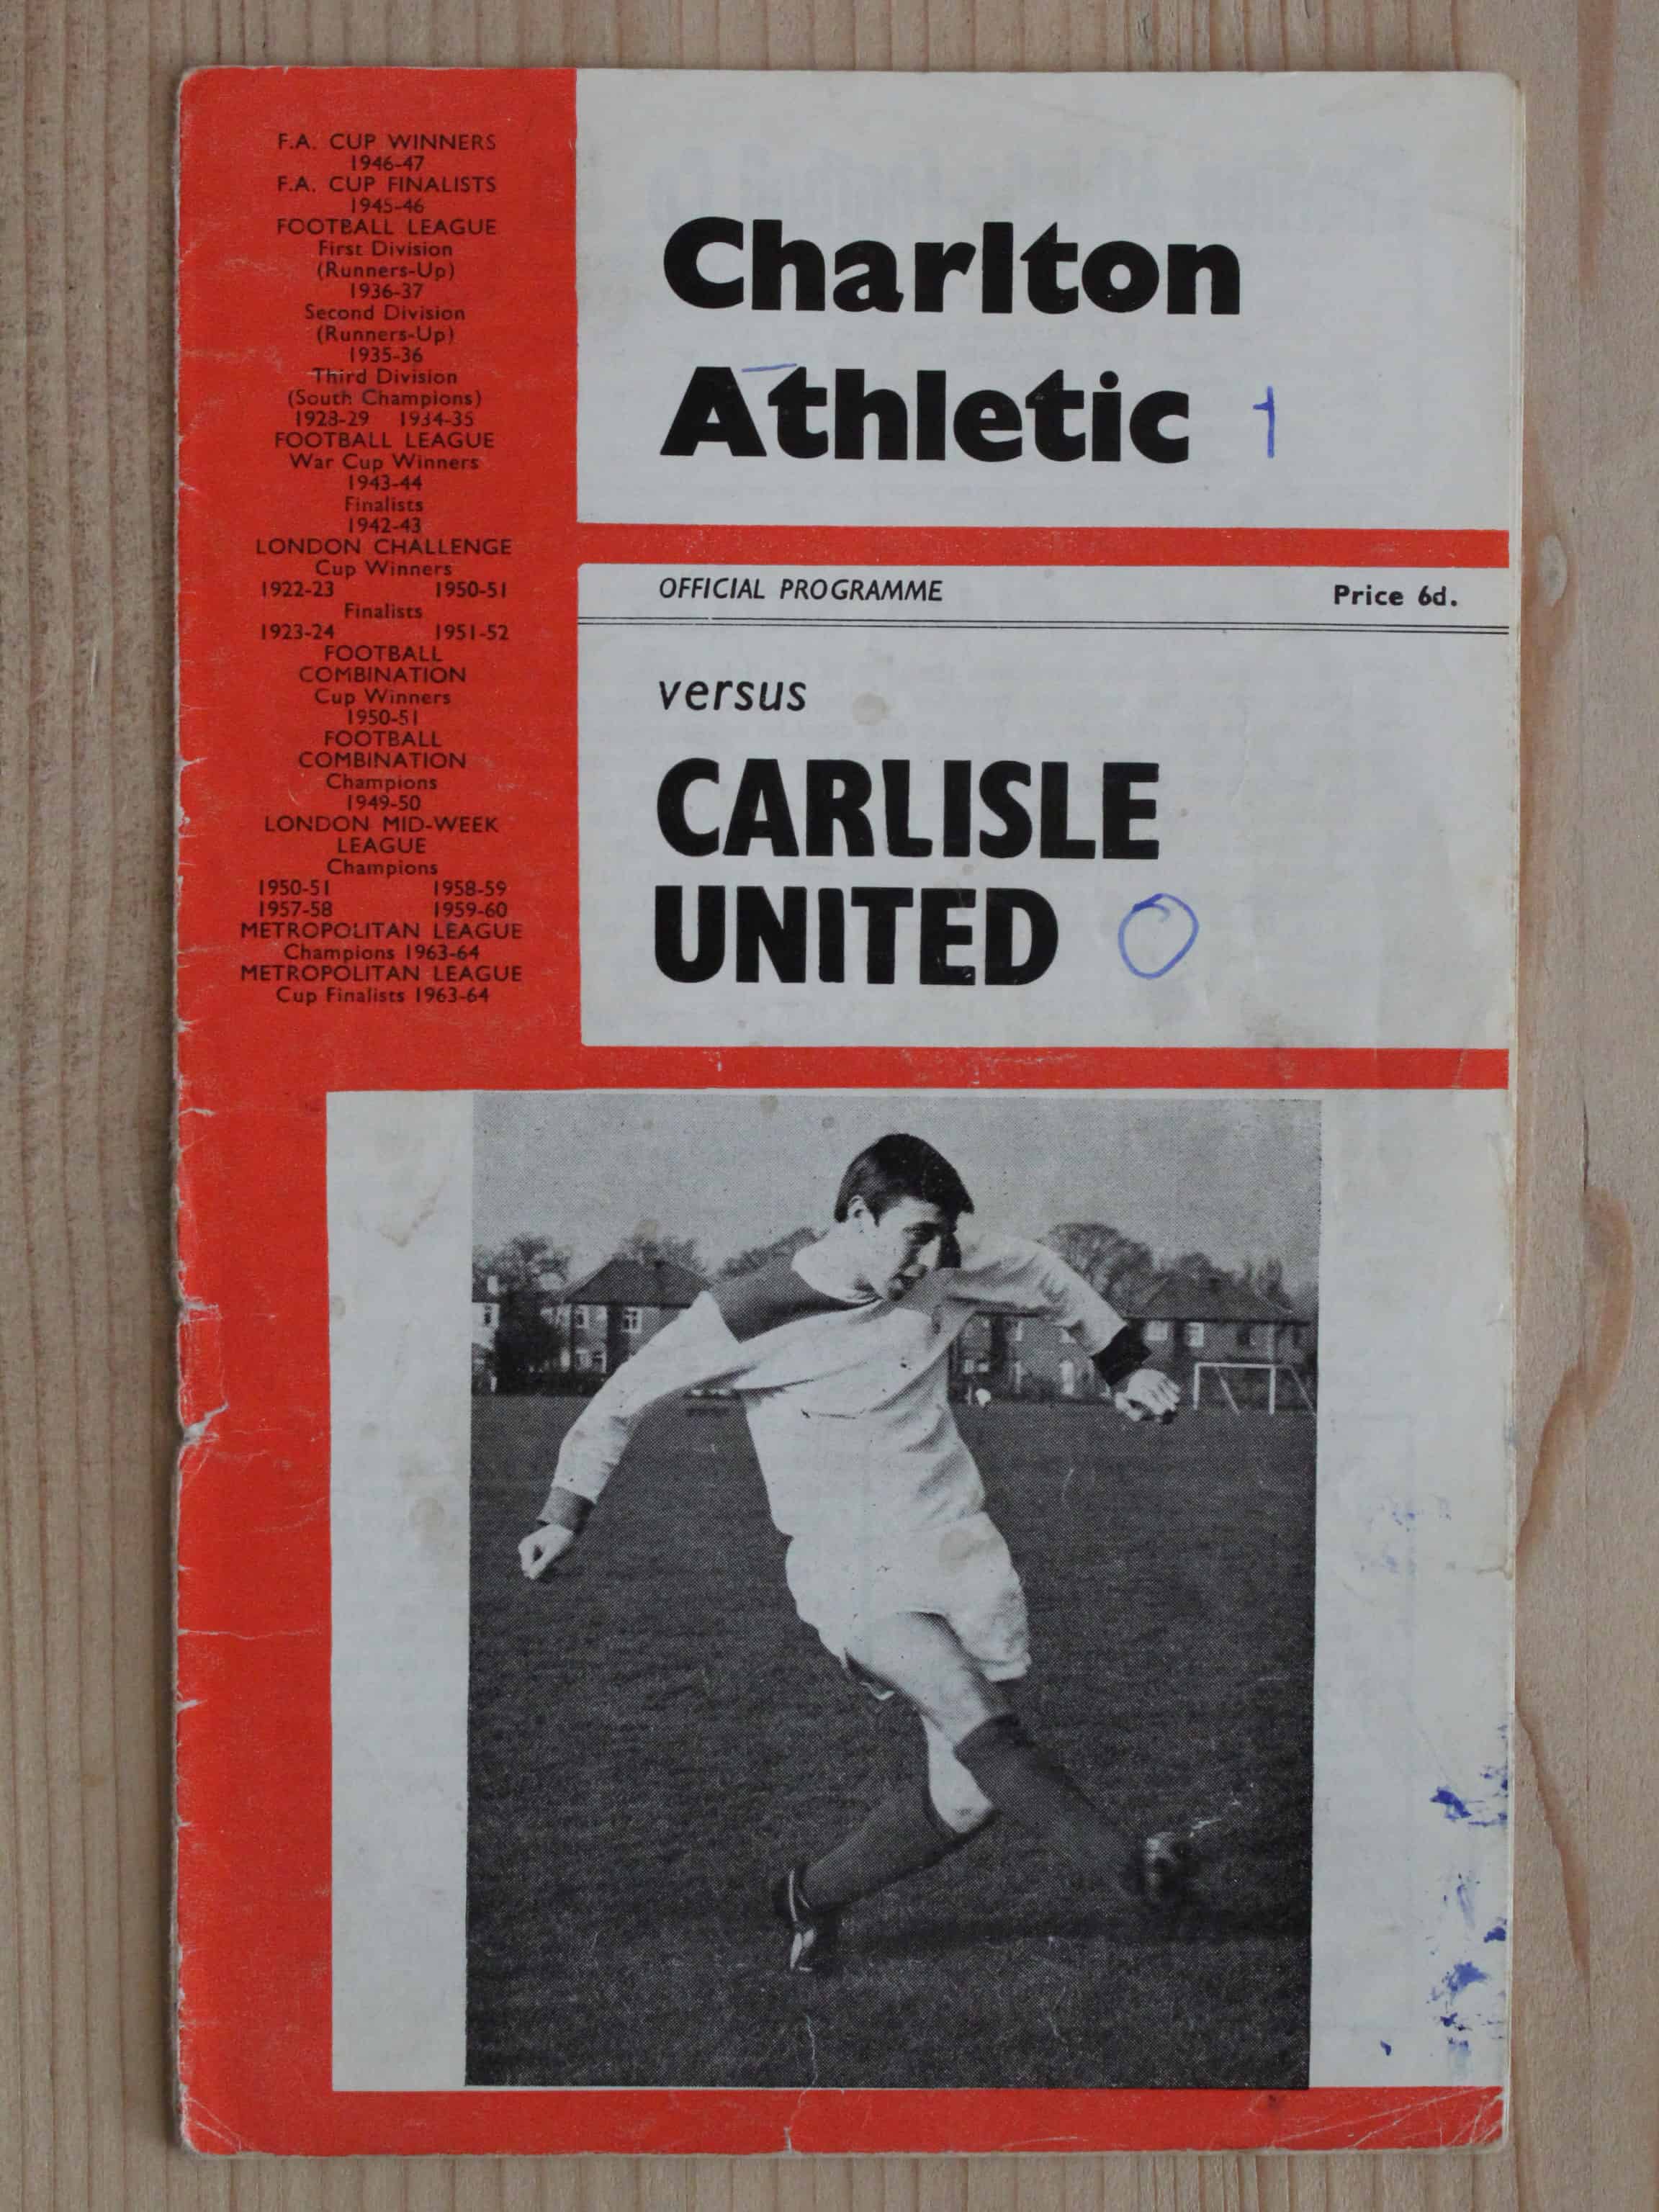 F.A. CUP WINNERS
1946-47
F.A. CUP FINALISTS
1945-46
FOOTBALL LEAGUE
First Division
(Runners-Up)
1936-37
Second Division
(Runners-Up)
1935-36
Third Division
(South Champions)
1928-29 1934-35
FOOTBALL LEAGUE
War Cup Winners
1943-44
Finalists
1942-43
LONDON CHALLENGE
Cup Winners
1922-23 1950-51
Finalists
1923-24 1951-52
FOOTBALL
COMBINATION
Cup Winners
1950-51
FOOTBALL
COMBINATION
Champions
1949-50
LONDON MID-WEEK
LEAGUE
Champions
1950-51 1958-59
1957-58 1959-60
METROPOLITAN LEAGUE
Champions 1963-64
METROPOLITAN LEAGUE
Cup Finalists 1963-64
Charlton
Athletic 1
OFFICIAL PROGRAMME Price 6d.
versus
CARLISLE
UNITED 0